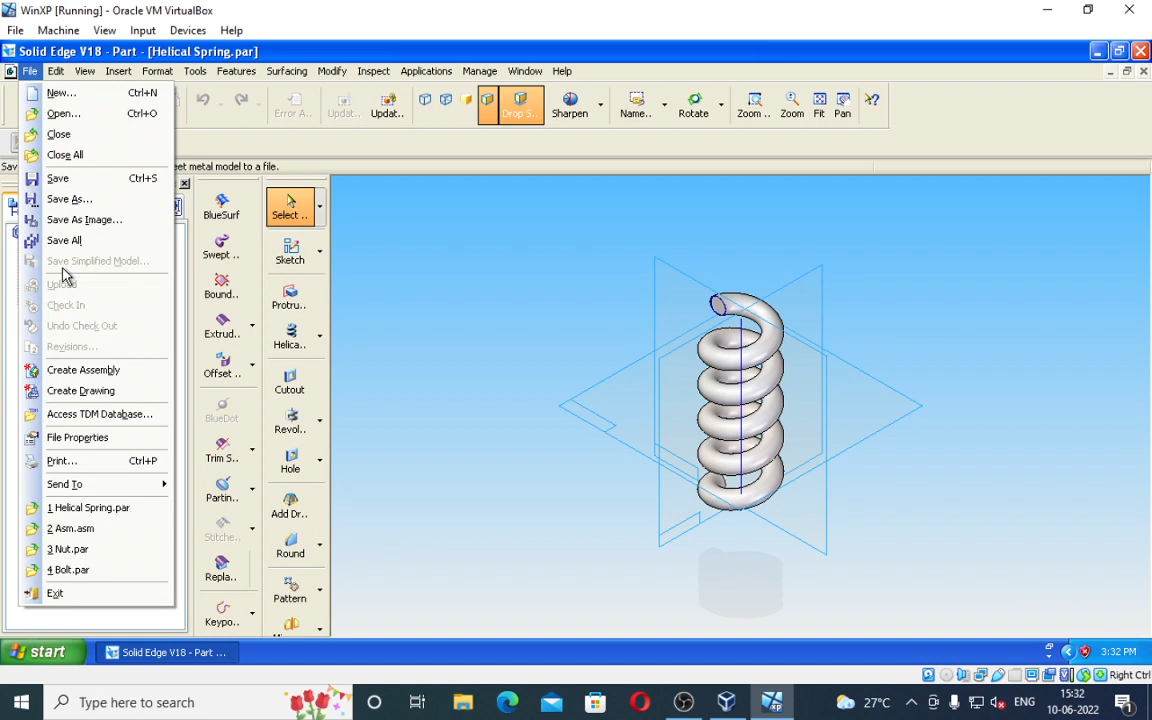 WinXP [Running] - Oracle VM VirtualBox
File Machine View Input Devices Help
Solid Edge V18 - Part - [Helical Spring.par]
File Edit View Insert Format Tools Features Surfacing Modify Inspect Applications Manage Window Help
New... Ctrl+N
Open... Ctrl+O
Close
Close All
Save Ctrl+S
Save As...
Save As Image...
Save All
Save Simplified Model...
Check In
Undo Check Out
Revisions...
Create Assembly
Create Drawing
Access TDM Database...
File Properties
Print... Ctrl+P
Send To
1 Helical Spring.par
2 Asm.asm
3 Nut.par
4 Bolt.par
Exit
Error A..
Updat..
Updat..
Drop S..
Sharpen
Name..
Rotate
Zoom ..
Zoom
Fit
Pan
Sav
eet metal model to a file.
BlueSurf
Swept ..
Bound..
Extrud..
Offset ..
BlueDot
Trim S..
Partin..
Stitche..
Repla..
Keypo..
Select ..
Sketch
Protru..
Helica..
Cutout
Revol..
Hole
Add Dr..
Round
Pattern
start
Solid Edge V18 - Part ...
3:32 PM
Right Ctrl
Type here to search
27°C
ENG
15:32
10-06-2022
1